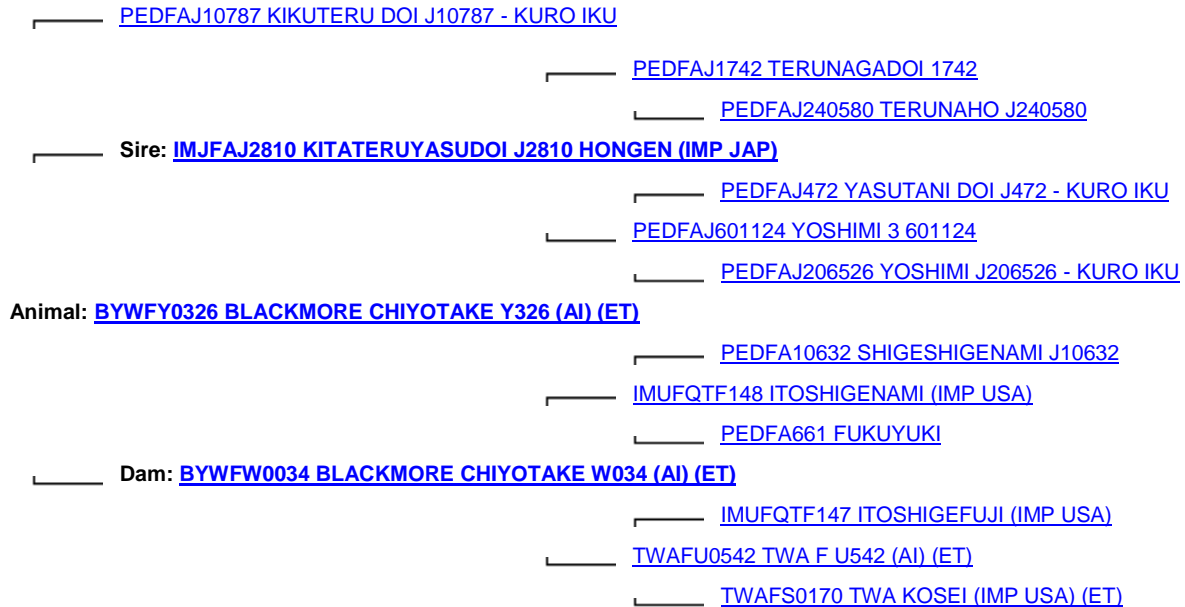 PEDFAJ10787 KIKUTERU DOI J10787 - KURO IKU
PEDFAJ1742 TERUNAGADOI 1742
PEDFAJ240580 TERUNAHO J240580
Sire: IMJFAJ2810 KITATERUYASUDOI J2810 HONGEN (IMP JAP)
PEDFAJ472 YASUTANI DOI J472 - KURO IKU
PEDFAJ601124 YOSHIMI 3 601124
PEDFAJ206526 YOSHIMI J206526 - KURO IKU
Animal: BYWFY0326 BLACKMORE CHIYOTAKE Y326 (AI) (ET)
PEDFA10632 SHIGESHIGENAMI J10632
IMUFQTF148 ITOSHIGENAMI (IMP USA)
PEDFA661 FUKUYUKI
Dam: BYWFW0034 BLACKMORE CHIYOTAKE W034 (AI) (ET)
IMUFQTF147 ITOSHIGEFUJI (IMP USA)
TWAFU0542 TWA F U542 (AI) (ET)
TWAFS0170 TWA KOSEI (IMP USA) (ET)